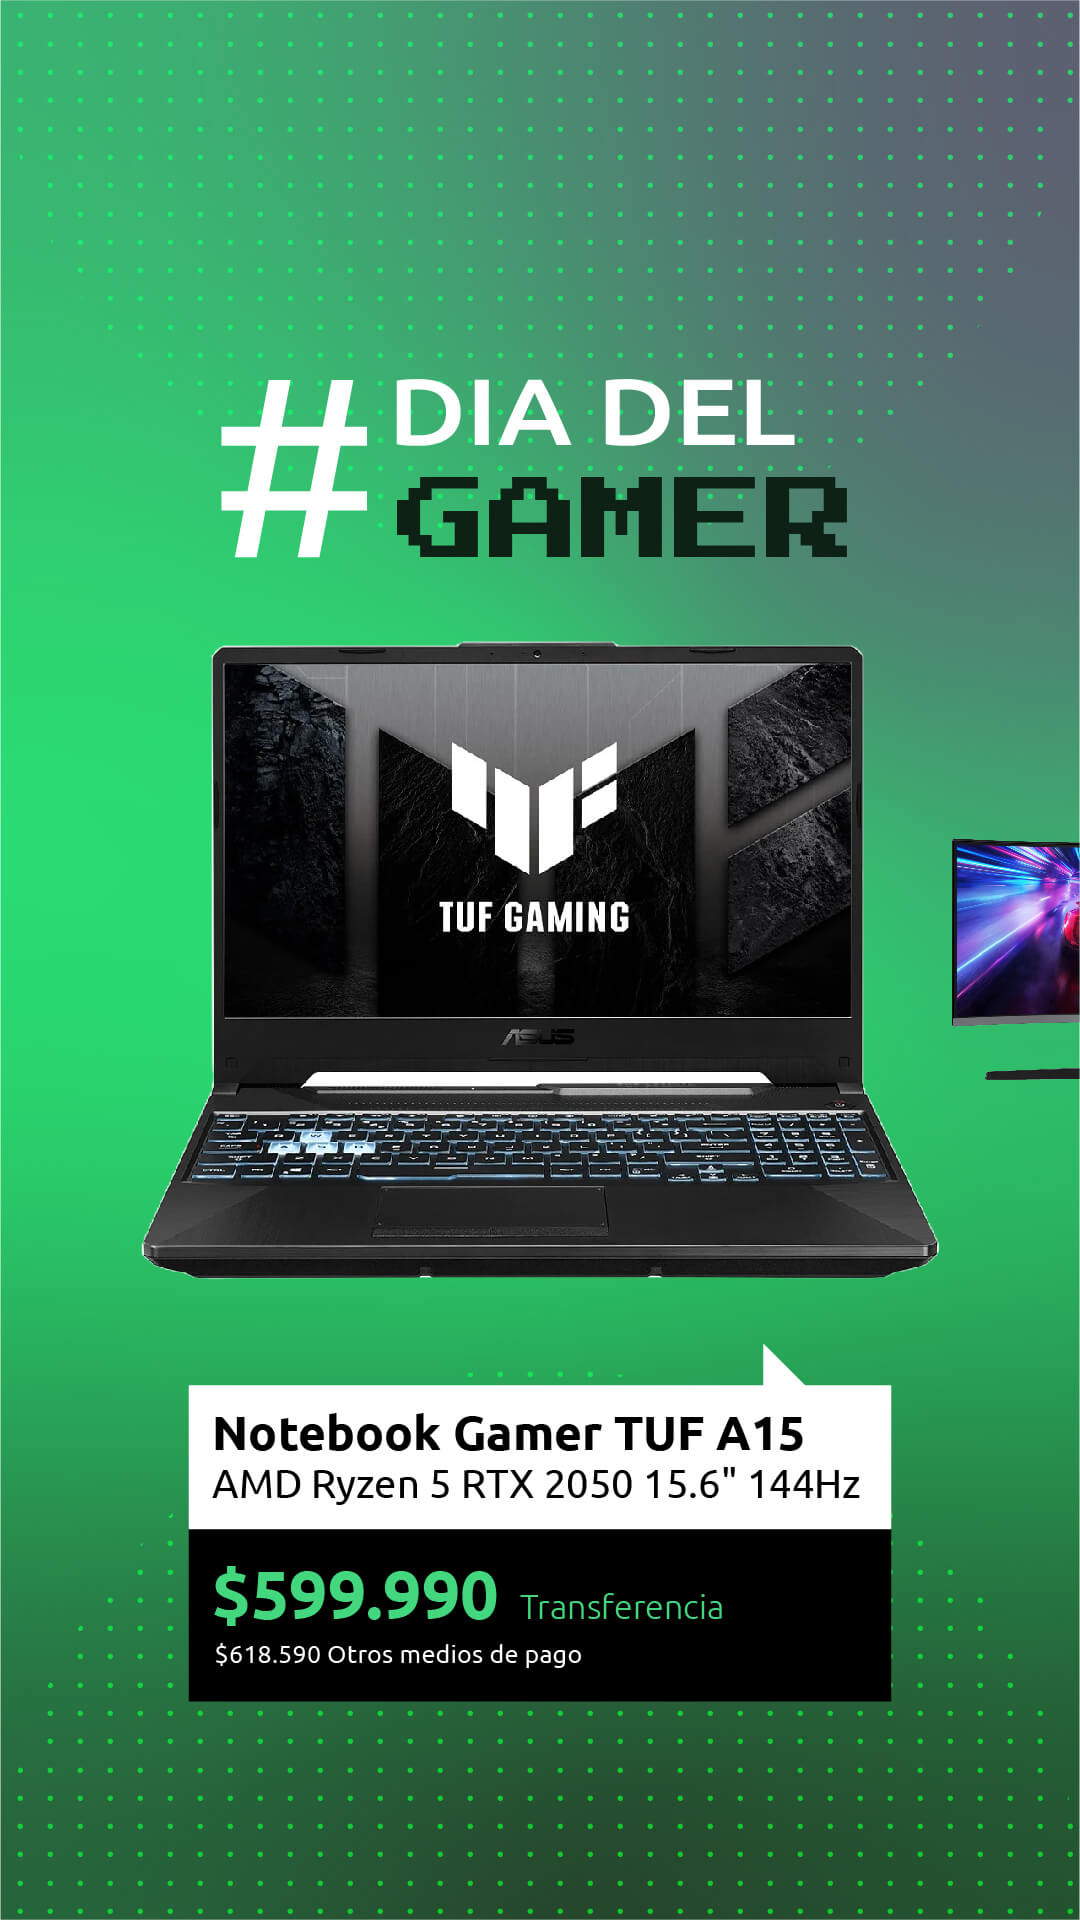 # DIA DEL
GAMER
TUF GAMING
ASUS
Notebook Gamer TUF A15
AMD Ryzen 5 RTX 2050 15.6" 144Hz
$599.990 Transferencia
$618.590 Otros medios de pago